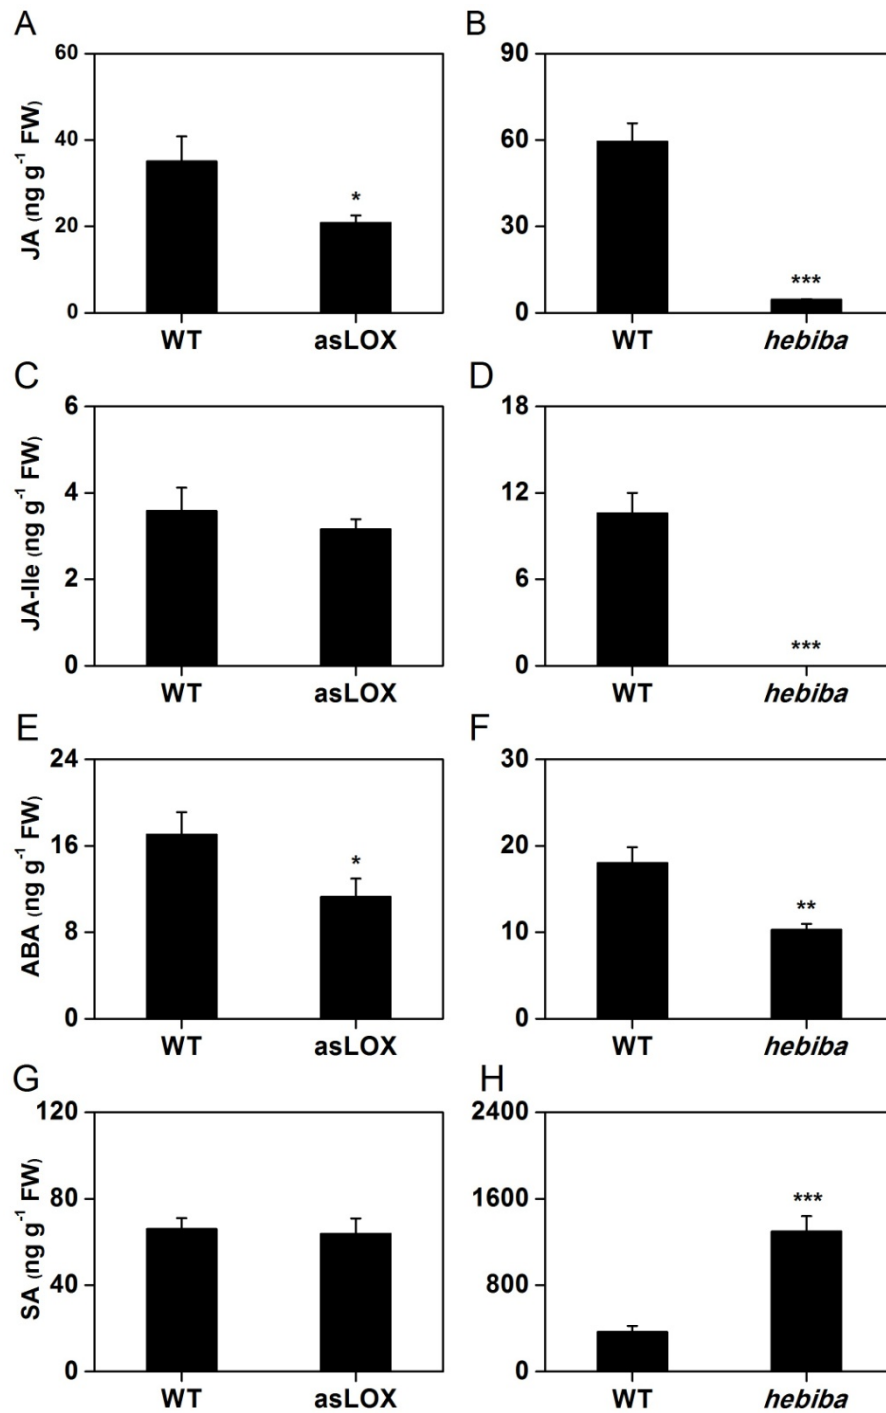 A
JA (ng g⁻¹ FW)
60
40
20
0
*
WT asLOX
B
90
60
30
0
***
WT hebiba
C
JA-Ile (ng g⁻¹ FW)
6
4
2
0
WT asLOX
D
18
12
6
0
***
WT hebiba
E
ABA (ng g⁻¹ FW)
24
16
8
0
*
WT asLOX
F
30
20
10
0
**
WT hebiba
G
SA (ng g⁻¹ FW)
120
80
40
0
WT asLOX
H
2400
1600
800
0
***
WT hebiba